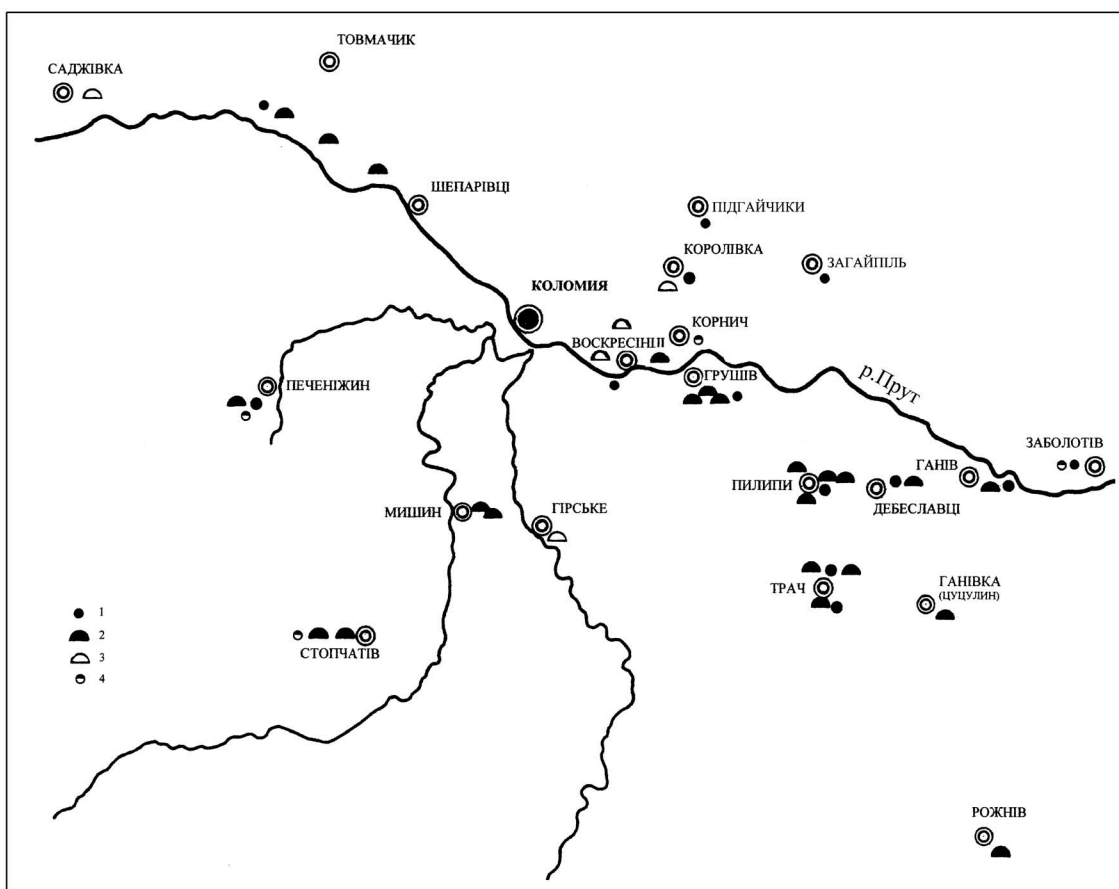 ТОВМАЧИК
САДЖІВКА
ШЕПАРІВЦІ
ПІДГАЙЧИКИ
КОРОЛІВКА
ЗАГАЙПІЛЬ
КОЛОМИЯ
КОРНИЧ
ВОСКРЕСІНЦІ
ГРУШІВ
р.Прут
ПЕЧЕНІЖИН
ЗАБОЛОТІВ
ГАНІВ
ПИЛИПИ
ДЕБЕСЛАВЦІ
МИШИН
ГІРСЬКЕ
ТРАЧ
ГАНІВКА
(ЦУЦУЛИН)
1
2
3
4
СТОПЧАТІВ
РОЖНІВ